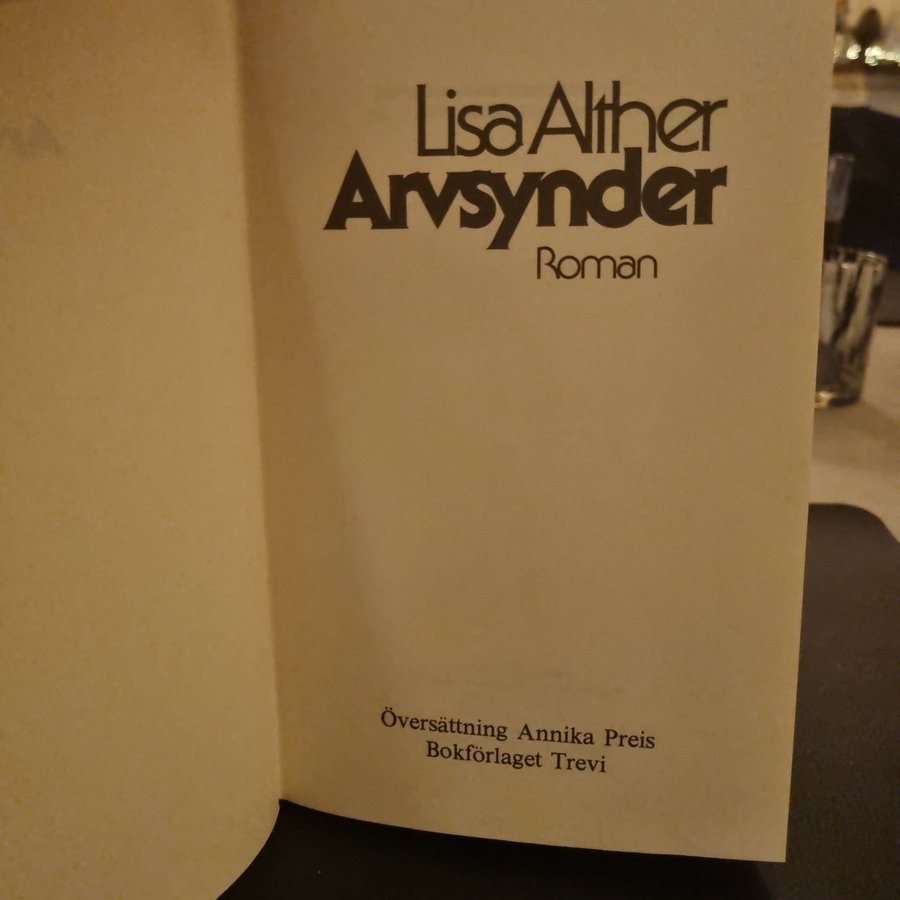 Lisa Alther
Arvsynder
Roman
Översättning Annika Preis
Bokförlaget Trevi